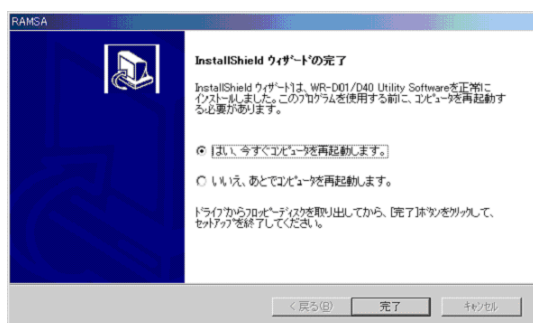 RAMSA
InstallShield ウィザードの完了
InstallShield ウィザードは、WR-D01/D40 Utility Softwareを正常に
インストールしました。このプログラムを使用する前に、コンピュータを再起動す
る必要があります。
はい、今すぐコンピュータを再起動します。
いいえ、あとでコンピュータを再起動します。
ドライブからフロッピーディスクを取り出してから、[完了]ボタンをクリックして、
セットアップを終了してください。
< 戻る(B)
完了
キャンセル